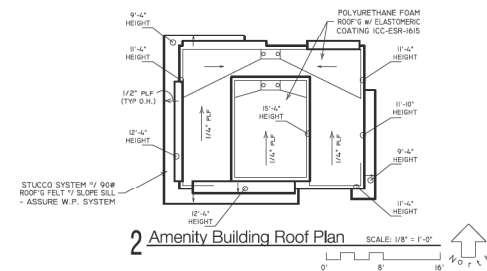 9'-4"
HEIGHT
POLYURETHANE FOAM
ROOF'G W/ ELASTOMERIC
COATING ICC-ESR-1615
11'-4"
HEIGHT
11'-4"
HEIGHT
1/2" PLF
(TYP O.H.)
1/4" PLF
15'-4"
HEIGHT
1/4" PLF
1/4" PLF
11'-10"
HEIGHT
12'-4"
HEIGHT
9'-4"
HEIGHT
STUCCO SYSTEM W/ 90#
ROOF'G FELT W/ SLOPE SILL
- ASSURE W.P. SYSTEM
11'-4"
HEIGHT
12'-4"
HEIGHT
2 Amenity Building Roof Plan
SCALE: 1/8" = 1'-0"
0' 8' 16'
North